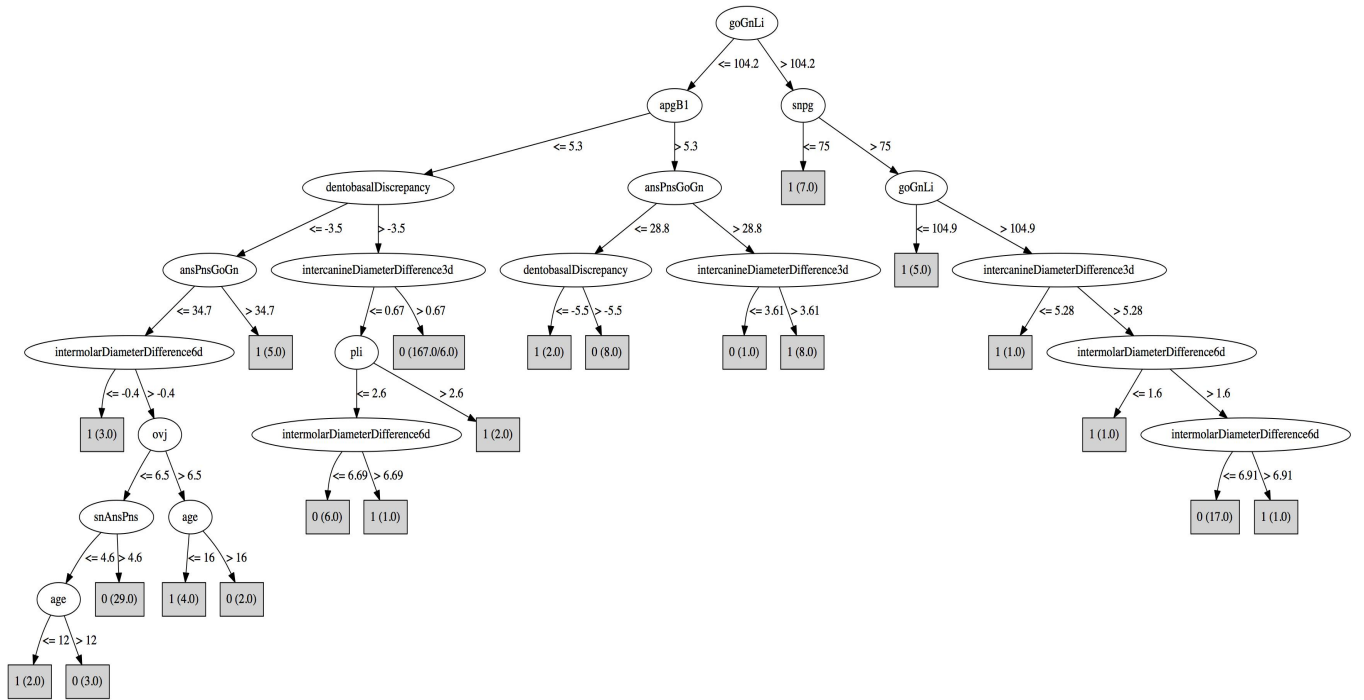 goGnLi
<= 104.2 > 104.2
apgB1 snpg
<= 5.3 > 5.3 <= 75 > 75
dentobasalDiscrepancy ansPnsGoGn 1 (7.0) goGnLi
<= -3.5 > -3.5 <= 28.8 > 28.8 <= 104.9 > 104.9
ansPnsGoGn intercanineDiameterDifference3d dentobasalDiscrepancy intercanineDiameterDifference3d 1 (5.0) intercanineDiameterDifference3d
<= 34.7 > 34.7 <= 0.67 > 0.67 <= -5.5 > -5.5 <= 3.61 > 3.61 <= 5.28 > 5.28
intermolarDiameterDifference6d 1 (5.0) pli 0 (167.0/6.0) 1 (2.0) 0 (8.0) 0 (1.0) 1 (8.0) 1 (1.0) intermolarDiameterDifference6d
<= -0.4 > -0.4 <= 2.6 > 2.6 <= 1.6 > 1.6
1 (3.0) ovj intermolarDiameterDifference6d 1 (2.0) 1 (1.0) intermolarDiameterDifference6d
<= 6.5 > 6.5 <= 6.69 > 6.69 <= 6.91 > 6.91
snAnsPns age 0 (6.0) 1 (1.0) 0 (17.0) 1 (1.0)
<= 4.6 > 4.6 <= 16 > 16
age 0 (29.0) 1 (4.0) 0 (2.0)
<= 12 > 12
1 (2.0) 0 (3.0)